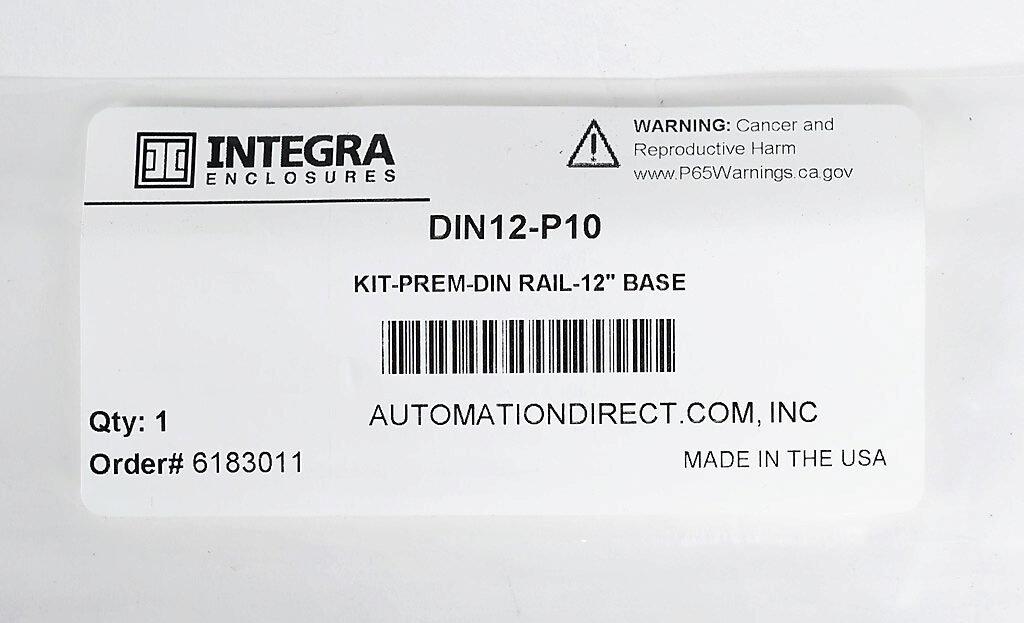 INTEGRA
ENCLOSURES
WARNING: Cancer and
Reproductive Harm
www.P65Warnings.ca.gov
DIN12-P10
KIT-PREM-DIN RAIL-12" BASE
Qty: 1
AUTOMATIONDIRECT.COM, INC
Order# 6183011
MADE IN THE USA